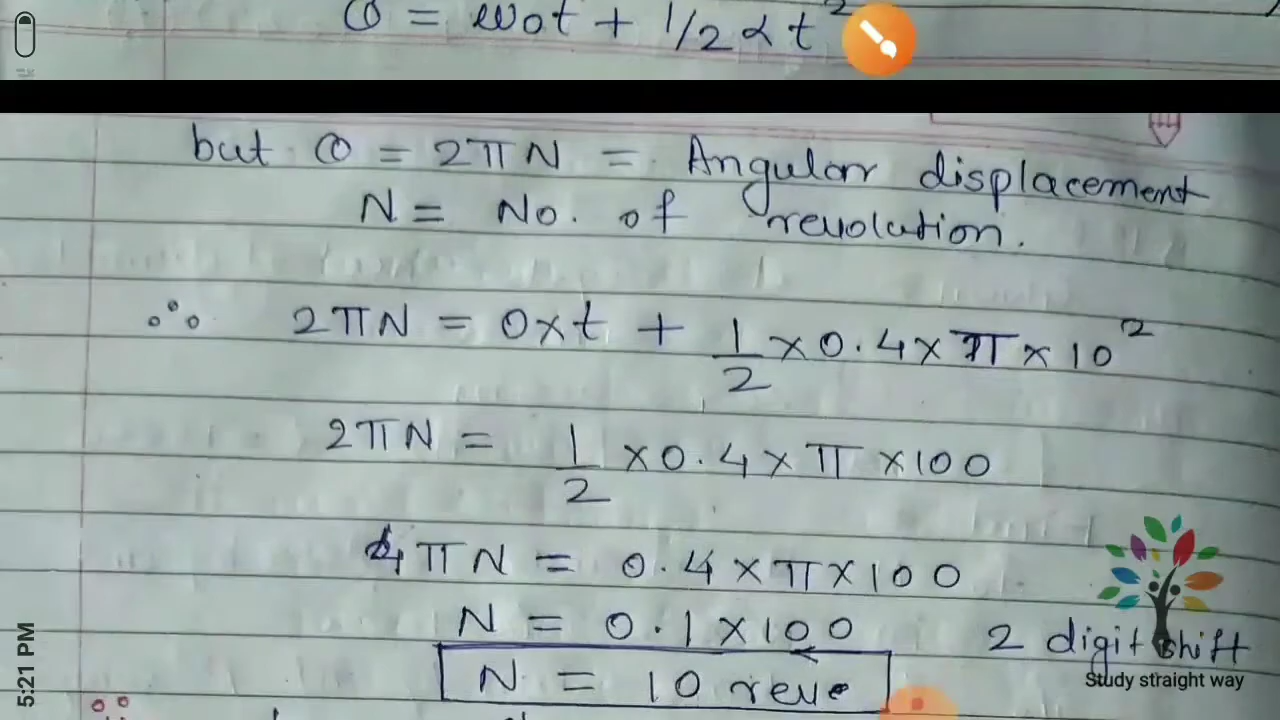 θ = ω0t + 1/2 αt²
but θ = 2πN = Angular displacement
N = No. of revolution.
∴ 2πN = 0×t + 1/2 ×0.4×π×10²
2πN = 1/2 ×0.4×π×100
4πN = 0.4×π×100
N = 0.1×100
2 digit shift
N = 10 reve
Study straight way
5:21 PM